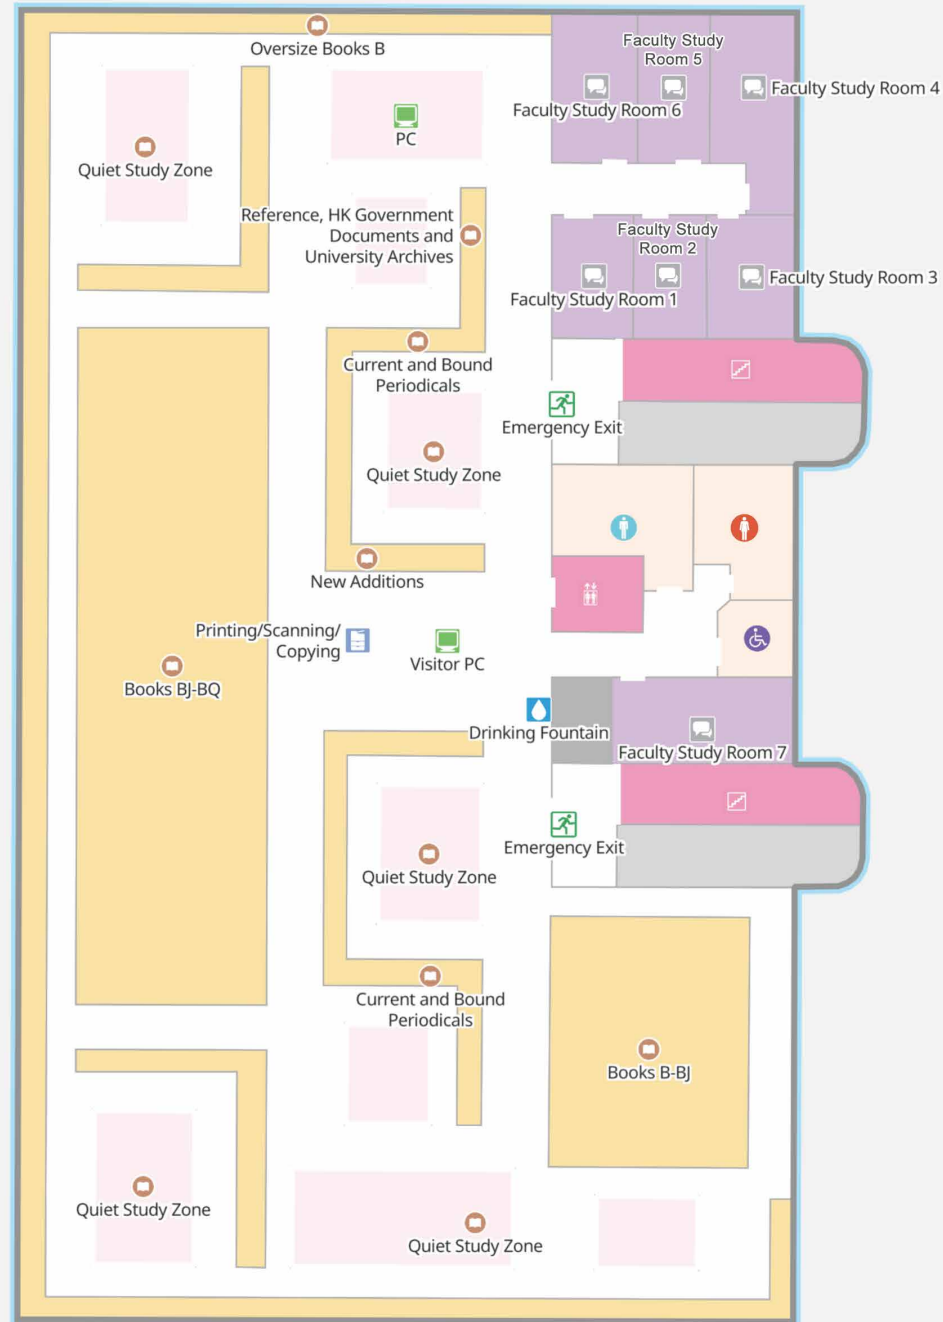 Oversize Books B
Faculty Study
Room 5
Faculty Study Room 4
Faculty Study Room 6
PC
Quiet Study Zone
Reference, HK Government
Documents and
University Archives
Faculty Study
Room 2
Faculty Study Room 3
Faculty Study Room 1
Current and Bound
Periodicals
Emergency Exit
Quiet Study Zone
New Additions
Printing/Scanning/
Copying
Visitor PC
Books BJ-BQ
Drinking Fountain
Faculty Study Room 7
Emergency Exit
Quiet Study Zone
Current and Bound
Periodicals
Books B-BJ
Quiet Study Zone
Quiet Study Zone